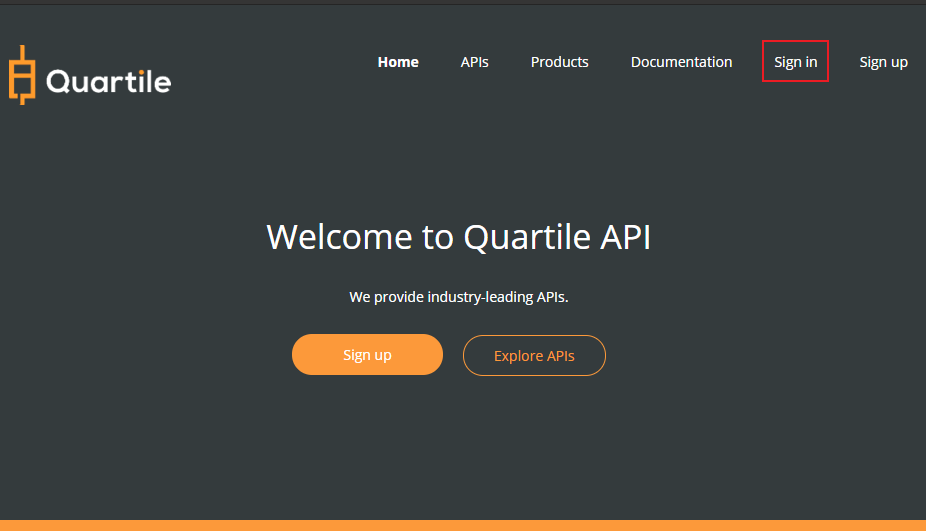 Quartile
Home APIs Products Documentation Sign in Sign up
Welcome to Quartile API
We provide industry-leading APIs.
Sign up Explore APIs